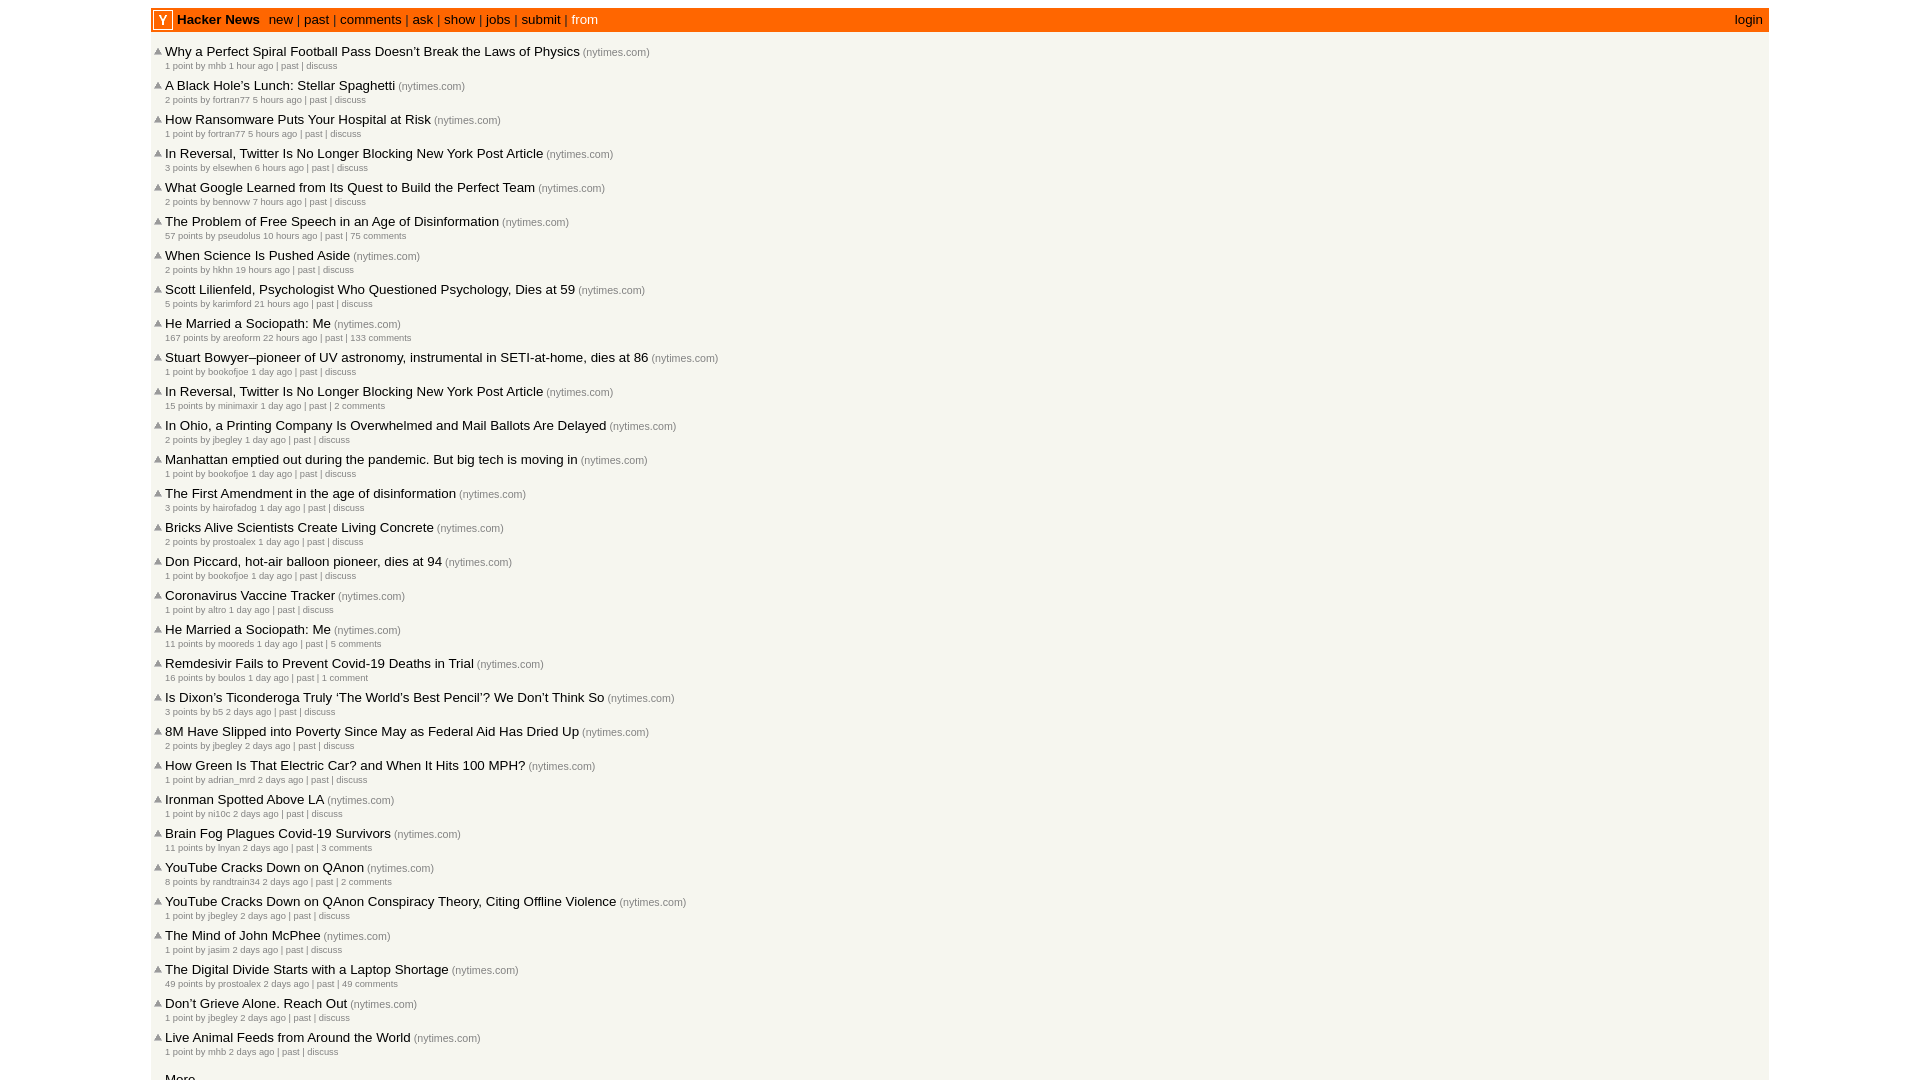 Y Hacker News new | past | comments | ask | show | jobs | submit | from login
Why a Perfect Spiral Football Pass Doesn’t Break the Laws of Physics (nytimes.com)
1 point by mhb 1 hour ago | past | discuss
A Black Hole’s Lunch: Stellar Spaghetti (nytimes.com)
2 points by fortran77 5 hours ago | past | discuss
How Ransomware Puts Your Hospital at Risk (nytimes.com)
1 point by fortran77 5 hours ago | past | discuss
In Reversal, Twitter Is No Longer Blocking New York Post Article (nytimes.com)
3 points by elsewhen 6 hours ago | past | discuss
What Google Learned from Its Quest to Build the Perfect Team (nytimes.com)
2 points by bennovw 7 hours ago | past | discuss
The Problem of Free Speech in an Age of Disinformation (nytimes.com)
57 points by pseudolus 10 hours ago | past | 75 comments
When Science Is Pushed Aside (nytimes.com)
2 points by hkhn 19 hours ago | past | discuss
Scott Lilienfeld, Psychologist Who Questioned Psychology, Dies at 59 (nytimes.com)
5 points by karimford 21 hours ago | past | discuss
He Married a Sociopath: Me (nytimes.com)
167 points by areoform 22 hours ago | past | 133 comments
Stuart Bowyer–pioneer of UV astronomy, instrumental in SETI-at-home, dies at 86 (nytimes.com)
1 point by bookofjoe 1 day ago | past | discuss
In Reversal, Twitter Is No Longer Blocking New York Post Article (nytimes.com)
15 points by minimaxir 1 day ago | past | 2 comments
In Ohio, a Printing Company Is Overwhelmed and Mail Ballots Are Delayed (nytimes.com)
2 points by jbegley 1 day ago | past | discuss
Manhattan emptied out during the pandemic. But big tech is moving in (nytimes.com)
1 point by bookofjoe 1 day ago | past | discuss
The First Amendment in the age of disinformation (nytimes.com)
3 points by hairofadog 1 day ago | past | discuss
Bricks Alive Scientists Create Living Concrete (nytimes.com)
2 points by prostoalex 1 day ago | past | discuss
Don Piccard, hot-air balloon pioneer, dies at 94 (nytimes.com)
1 point by bookofjoe 1 day ago | past | discuss
Coronavirus Vaccine Tracker (nytimes.com)
1 point by altro 1 day ago | past | discuss
He Married a Sociopath: Me (nytimes.com)
11 points by mooreds 1 day ago | past | 5 comments
Remdesivir Fails to Prevent Covid-19 Deaths in Trial (nytimes.com)
16 points by boulos 1 day ago | past | 1 comment
Is Dixon’s Ticonderoga Truly ‘The World’s Best Pencil’? We Don’t Think So (nytimes.com)
3 points by b5 2 days ago | past | discuss
8M Have Slipped into Poverty Since May as Federal Aid Has Dried Up (nytimes.com)
2 points by jbegley 2 days ago | past | discuss
How Green Is That Electric Car? and When It Hits 100 MPH? (nytimes.com)
1 point by adrian_mrd 2 days ago | past | discuss
Ironman Spotted Above LA (nytimes.com)
1 point by ni10c 2 days ago | past | discuss
Brain Fog Plagues Covid-19 Survivors (nytimes.com)
11 points by lnyan 2 days ago | past | 3 comments
YouTube Cracks Down on QAnon (nytimes.com)
8 points by randtrain34 2 days ago | past | 2 comments
YouTube Cracks Down on QAnon Conspiracy Theory, Citing Offline Violence (nytimes.com)
1 point by jbegley 2 days ago | past | discuss
The Mind of John McPhee (nytimes.com)
1 point by jasim 2 days ago | past | discuss
The Digital Divide Starts with a Laptop Shortage (nytimes.com)
49 points by prostoalex 2 days ago | past | 49 comments
Don’t Grieve Alone. Reach Out (nytimes.com)
1 point by jbegley 2 days ago | past | discuss
Live Animal Feeds from Around the World (nytimes.com)
1 point by mhb 2 days ago | past | discuss
More